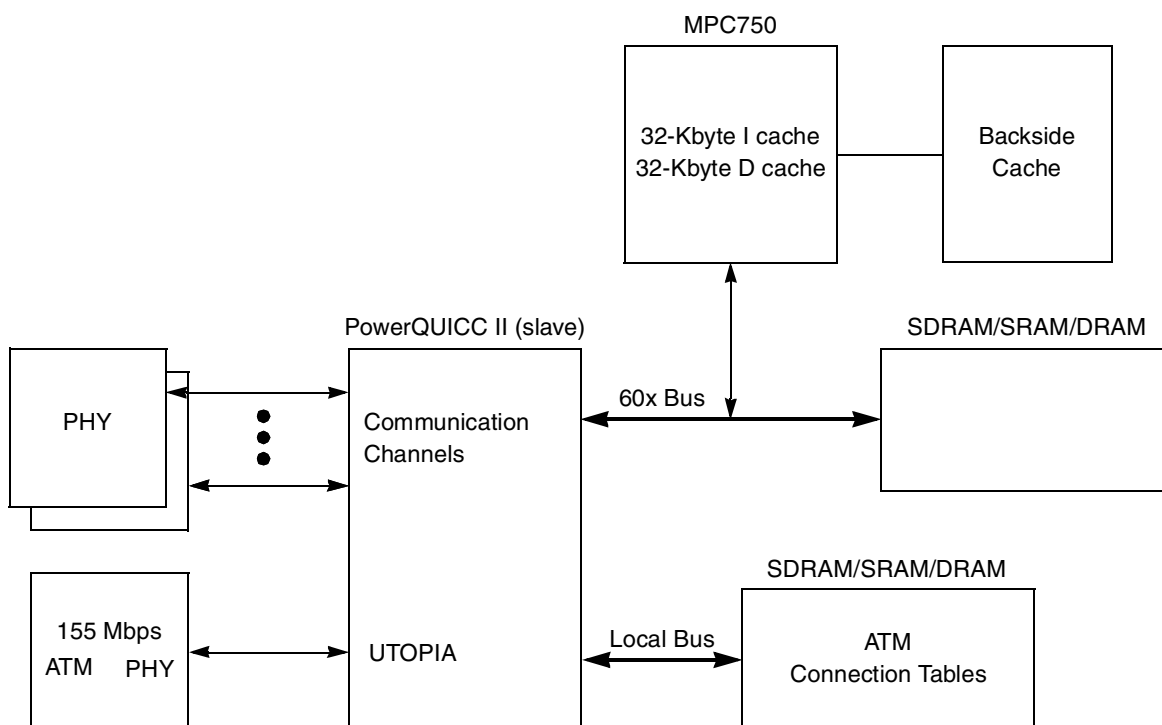 MPC750
32-Kbyte I cache
32-Kbyte D cache
Backside
Cache
PowerQUICC II (slave)
SDRAM/SRAM/DRAM
PHY
Communication
Channels
60x Bus
SDRAM/SRAM/DRAM
155 Mbps
ATM PHY
UTOPIA
Local Bus
ATM
Connection Tables